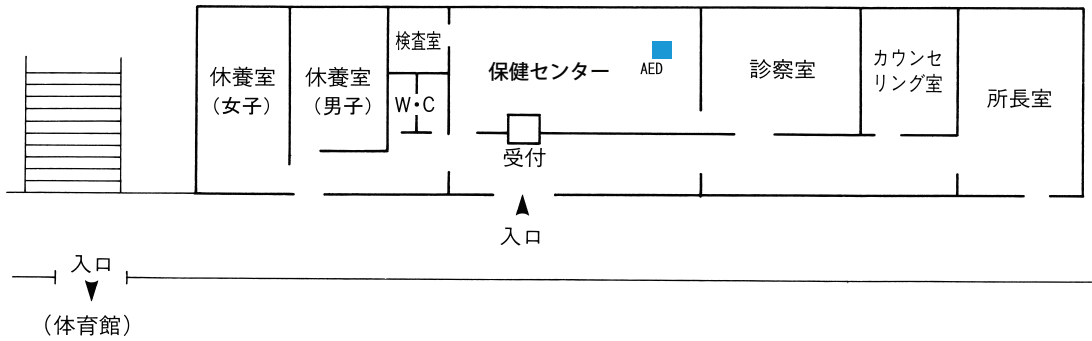 休養室
（女子）
休養室
（男子）
検査室
W・C
保健センター
AED
診察室
カウンセ
リング室
所長室
受付
入口
入口
（体育館）